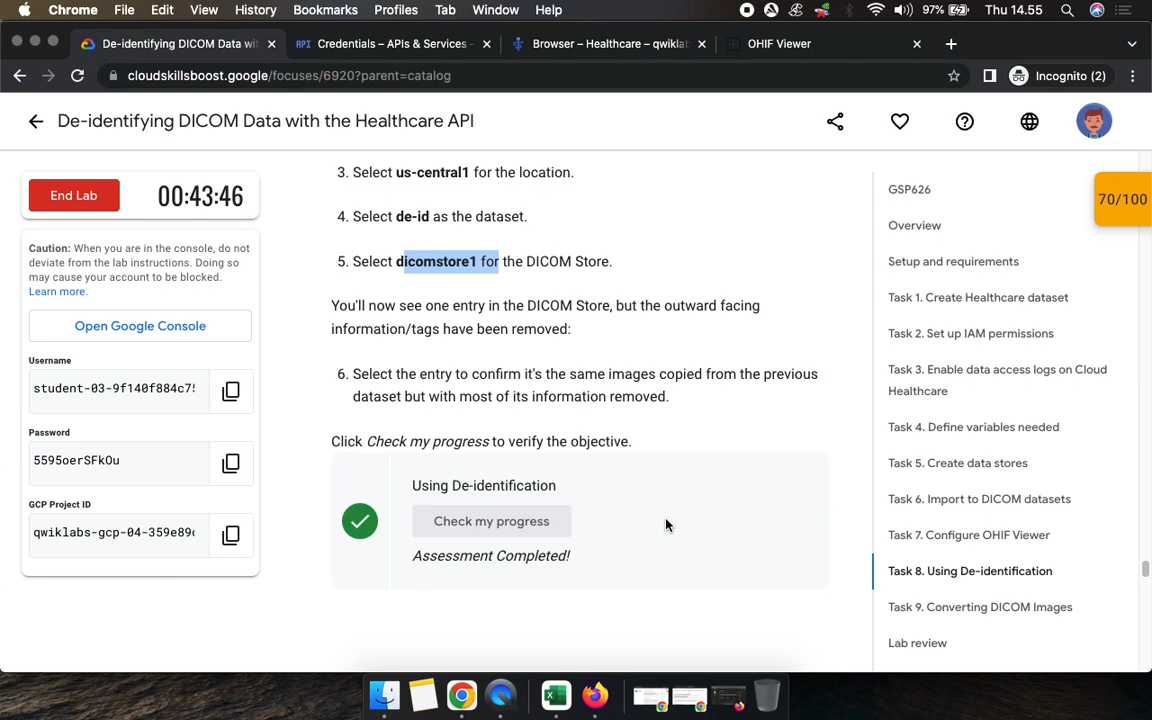 Chrome File Edit View History Bookmarks Profiles Tab Window Help 97% Thu 14.55
De-identifying DICOM Data wi
Credentials – APIs & Services -
Browser – Healthcare – qwiklab
OHIF Viewer
cloudskillsboost.google/focuses/6920?parent=catalog
Incognito (2)
De-identifying DICOM Data with the Healthcare API
End Lab
00:43:46
Caution: When you are in the console, do not
deviate from the lab instructions. Doing so
may cause your account to be blocked.
Learn more.
Open Google Console
Username
student-03-9f140f884c75
Password
5595oerSFkOu
GCP Project ID
qwiklabs-gcp-04-359e89c
3. Select us-central1 for the location.
4. Select de-id as the dataset.
5. Select dicomstore1 for the DICOM Store.
You'll now see one entry in the DICOM Store, but the outward facing
information/tags have been removed:
6. Select the entry to confirm it's the same images copied from the previous
dataset but with most of its information removed.
Click Check my progress to verify the objective.
Using De-identification
Check my progress
Assessment Completed!
GSP626
70/100
Overview
Setup and requirements
Task 1. Create Healthcare dataset
Task 2. Set up IAM permissions
Task 3. Enable data access logs on Cloud
Healthcare
Task 4. Define variables needed
Task 5. Create data stores
Task 6. Import to DICOM datasets
Task 7. Configure OHIF Viewer
Task 8. Using De-identification
Task 9. Converting DICOM Images
Lab review